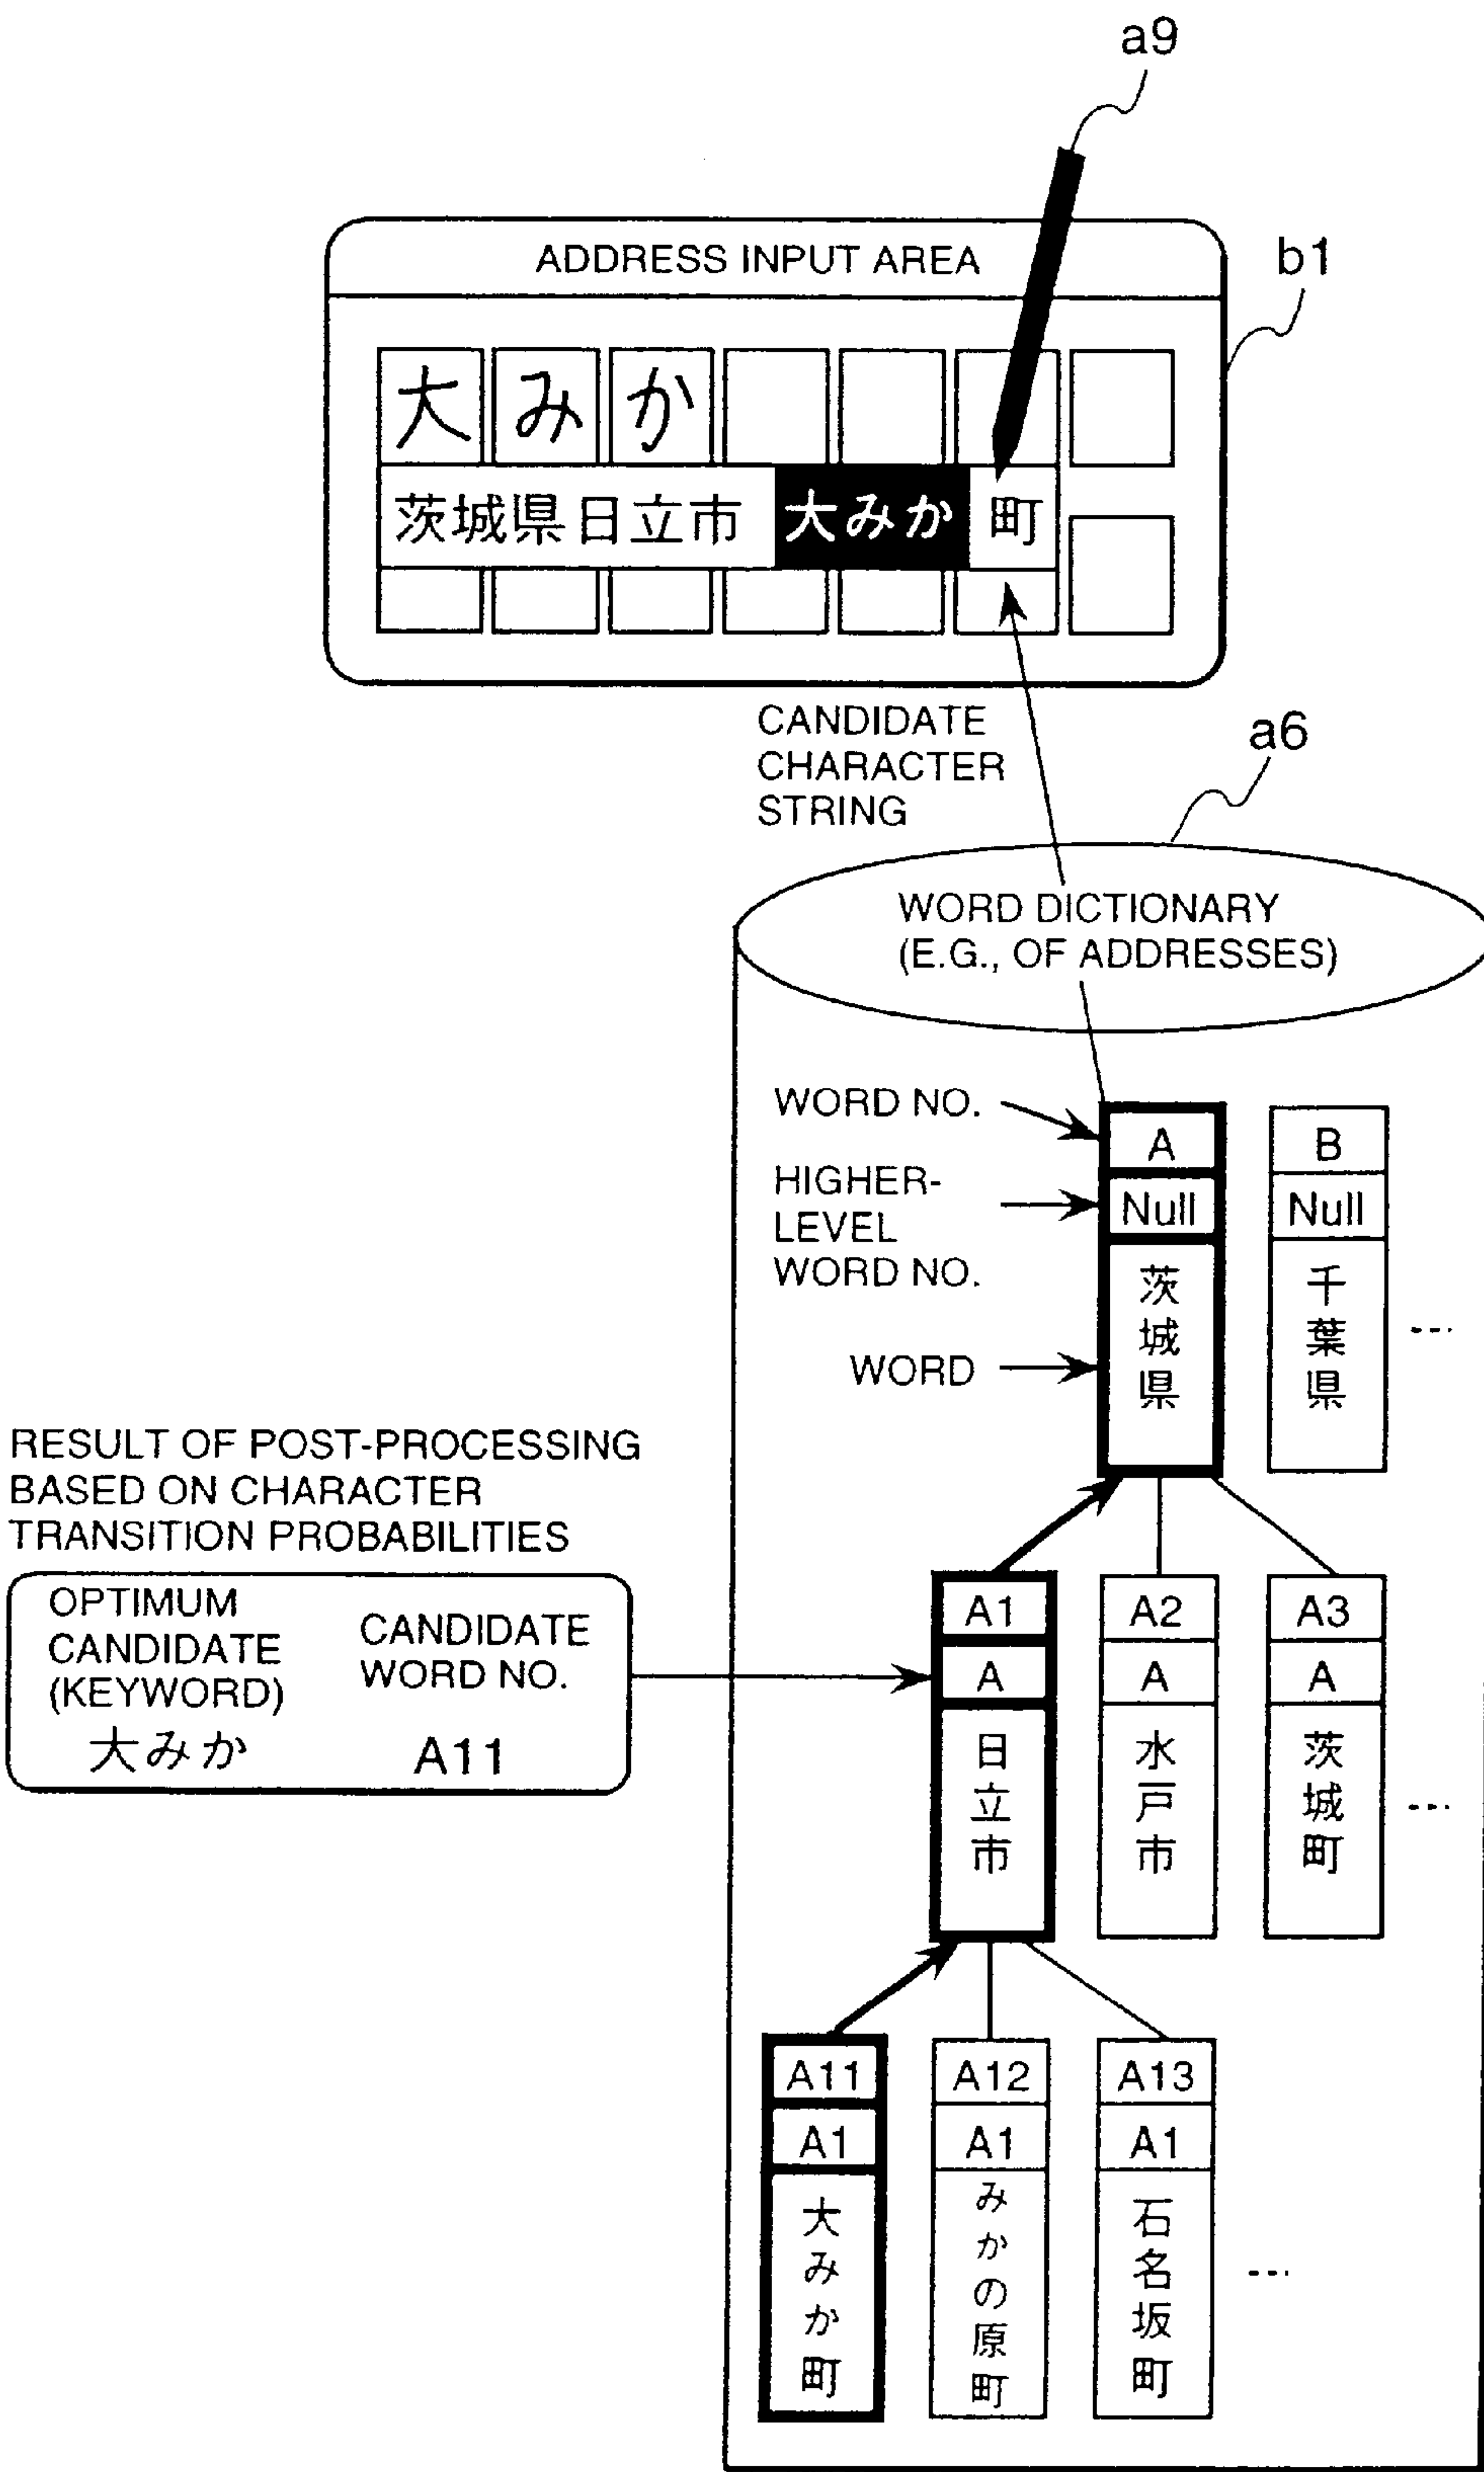 a9
ADDRESS INPUT AREA
b1
大みか
茨城県日立市大みか町
CANDIDATE
CHARACTER
STRING
a6
WORD DICTIONARY
(E.G., OF ADDRESSES)
WORD NO.
HIGHER-
LEVEL
WORD NO.
WORD
A
Null
茨城県
B
Null
千葉県
RESULT OF POST-PROCESSING
BASED ON CHARACTER
TRANSITION PROBABILITIES
OPTIMUM
CANDIDATE
(KEYWORD)
大みか
CANDIDATE
WORD NO.
A11
A1
A
日立市
A2
A
水戸市
A3
A
茨城町
A11
A1
大みか町
A12
A1
みかの原町
A13
A1
石名坂町